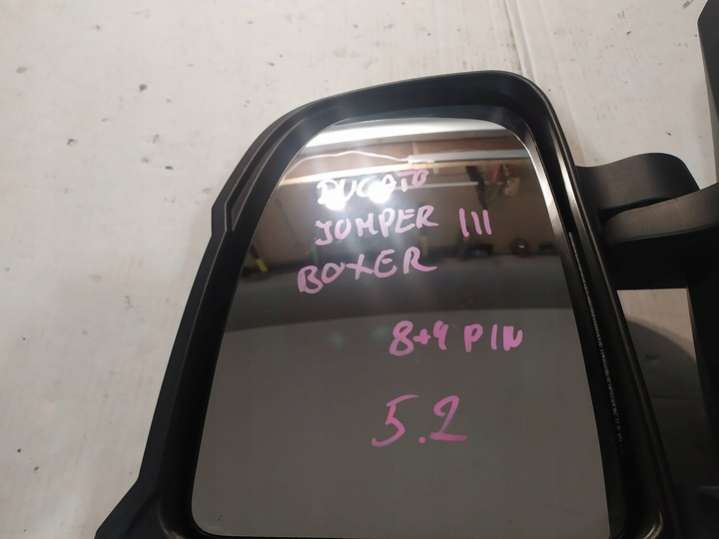 DUCATO
JUMPER III
BOXER
8+4 PIN
5.2